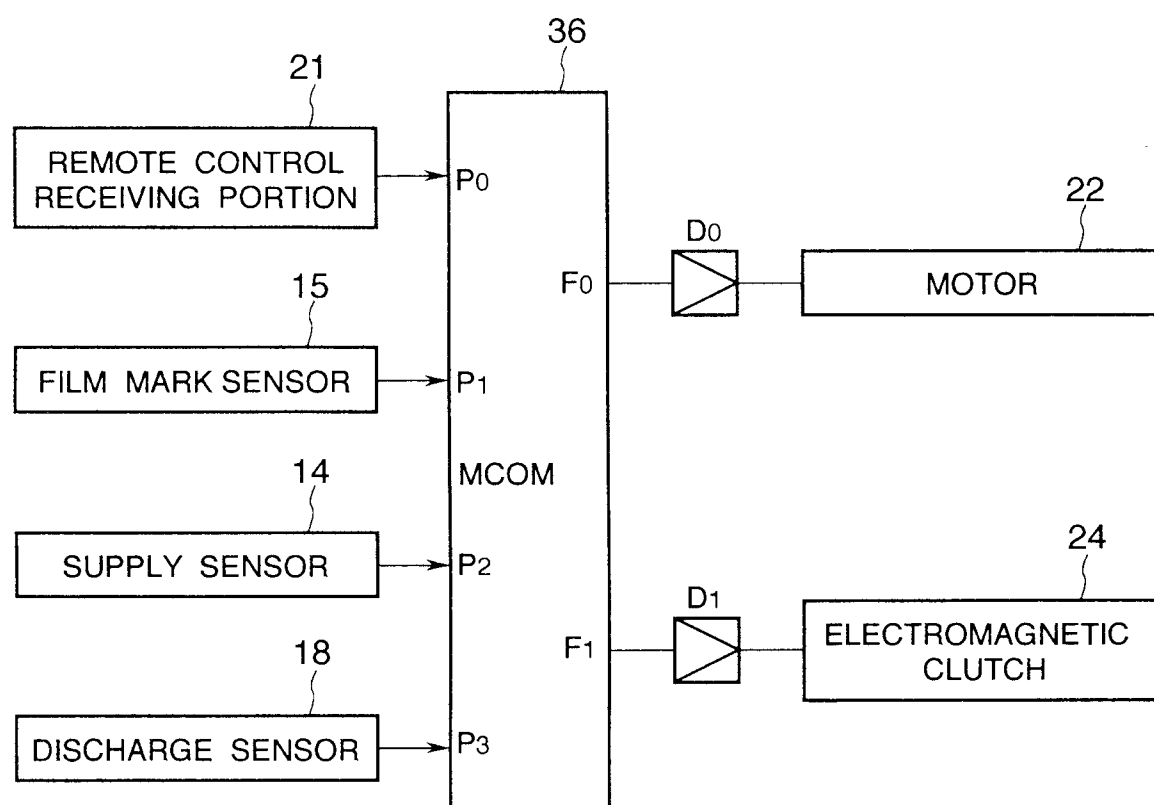 36
21
REMOTE CONTROL
RECEIVING PORTION
P0
22
D0
F0
MOTOR
15
FILM MARK SENSOR
P1
MCOM
14
SUPPLY SENSOR
P2
24
D1
F1
ELECTROMAGNETIC
CLUTCH
18
DISCHARGE SENSOR
P3